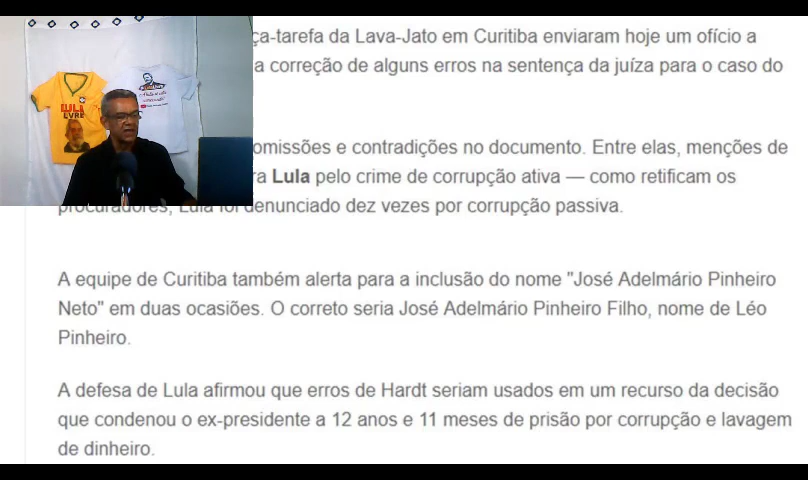 LULA
LIVRE
ça-tarefa da Lava-Jato em Curitiba enviaram hoje um ofício a
a correção de alguns erros na sentença da juíza para o caso do
omissões e contradições no documento. Entre elas, menções de
ra Lula pelo crime de corrupção ativa — como retificam os
procuradores, Lula foi denunciado dez vezes por corrupção passiva.
A equipe de Curitiba também alerta para a inclusão do nome "José Adelmário Pinheiro
Neto" em duas ocasiões. O correto seria José Adelmário Pinheiro Filho, nome de Léo
Pinheiro.
A defesa de Lula afirmou que erros de Hardt seriam usados em um recurso da decisão
que condenou o ex-presidente a 12 anos e 11 meses de prisão por corrupção e lavagem
de dinheiro.